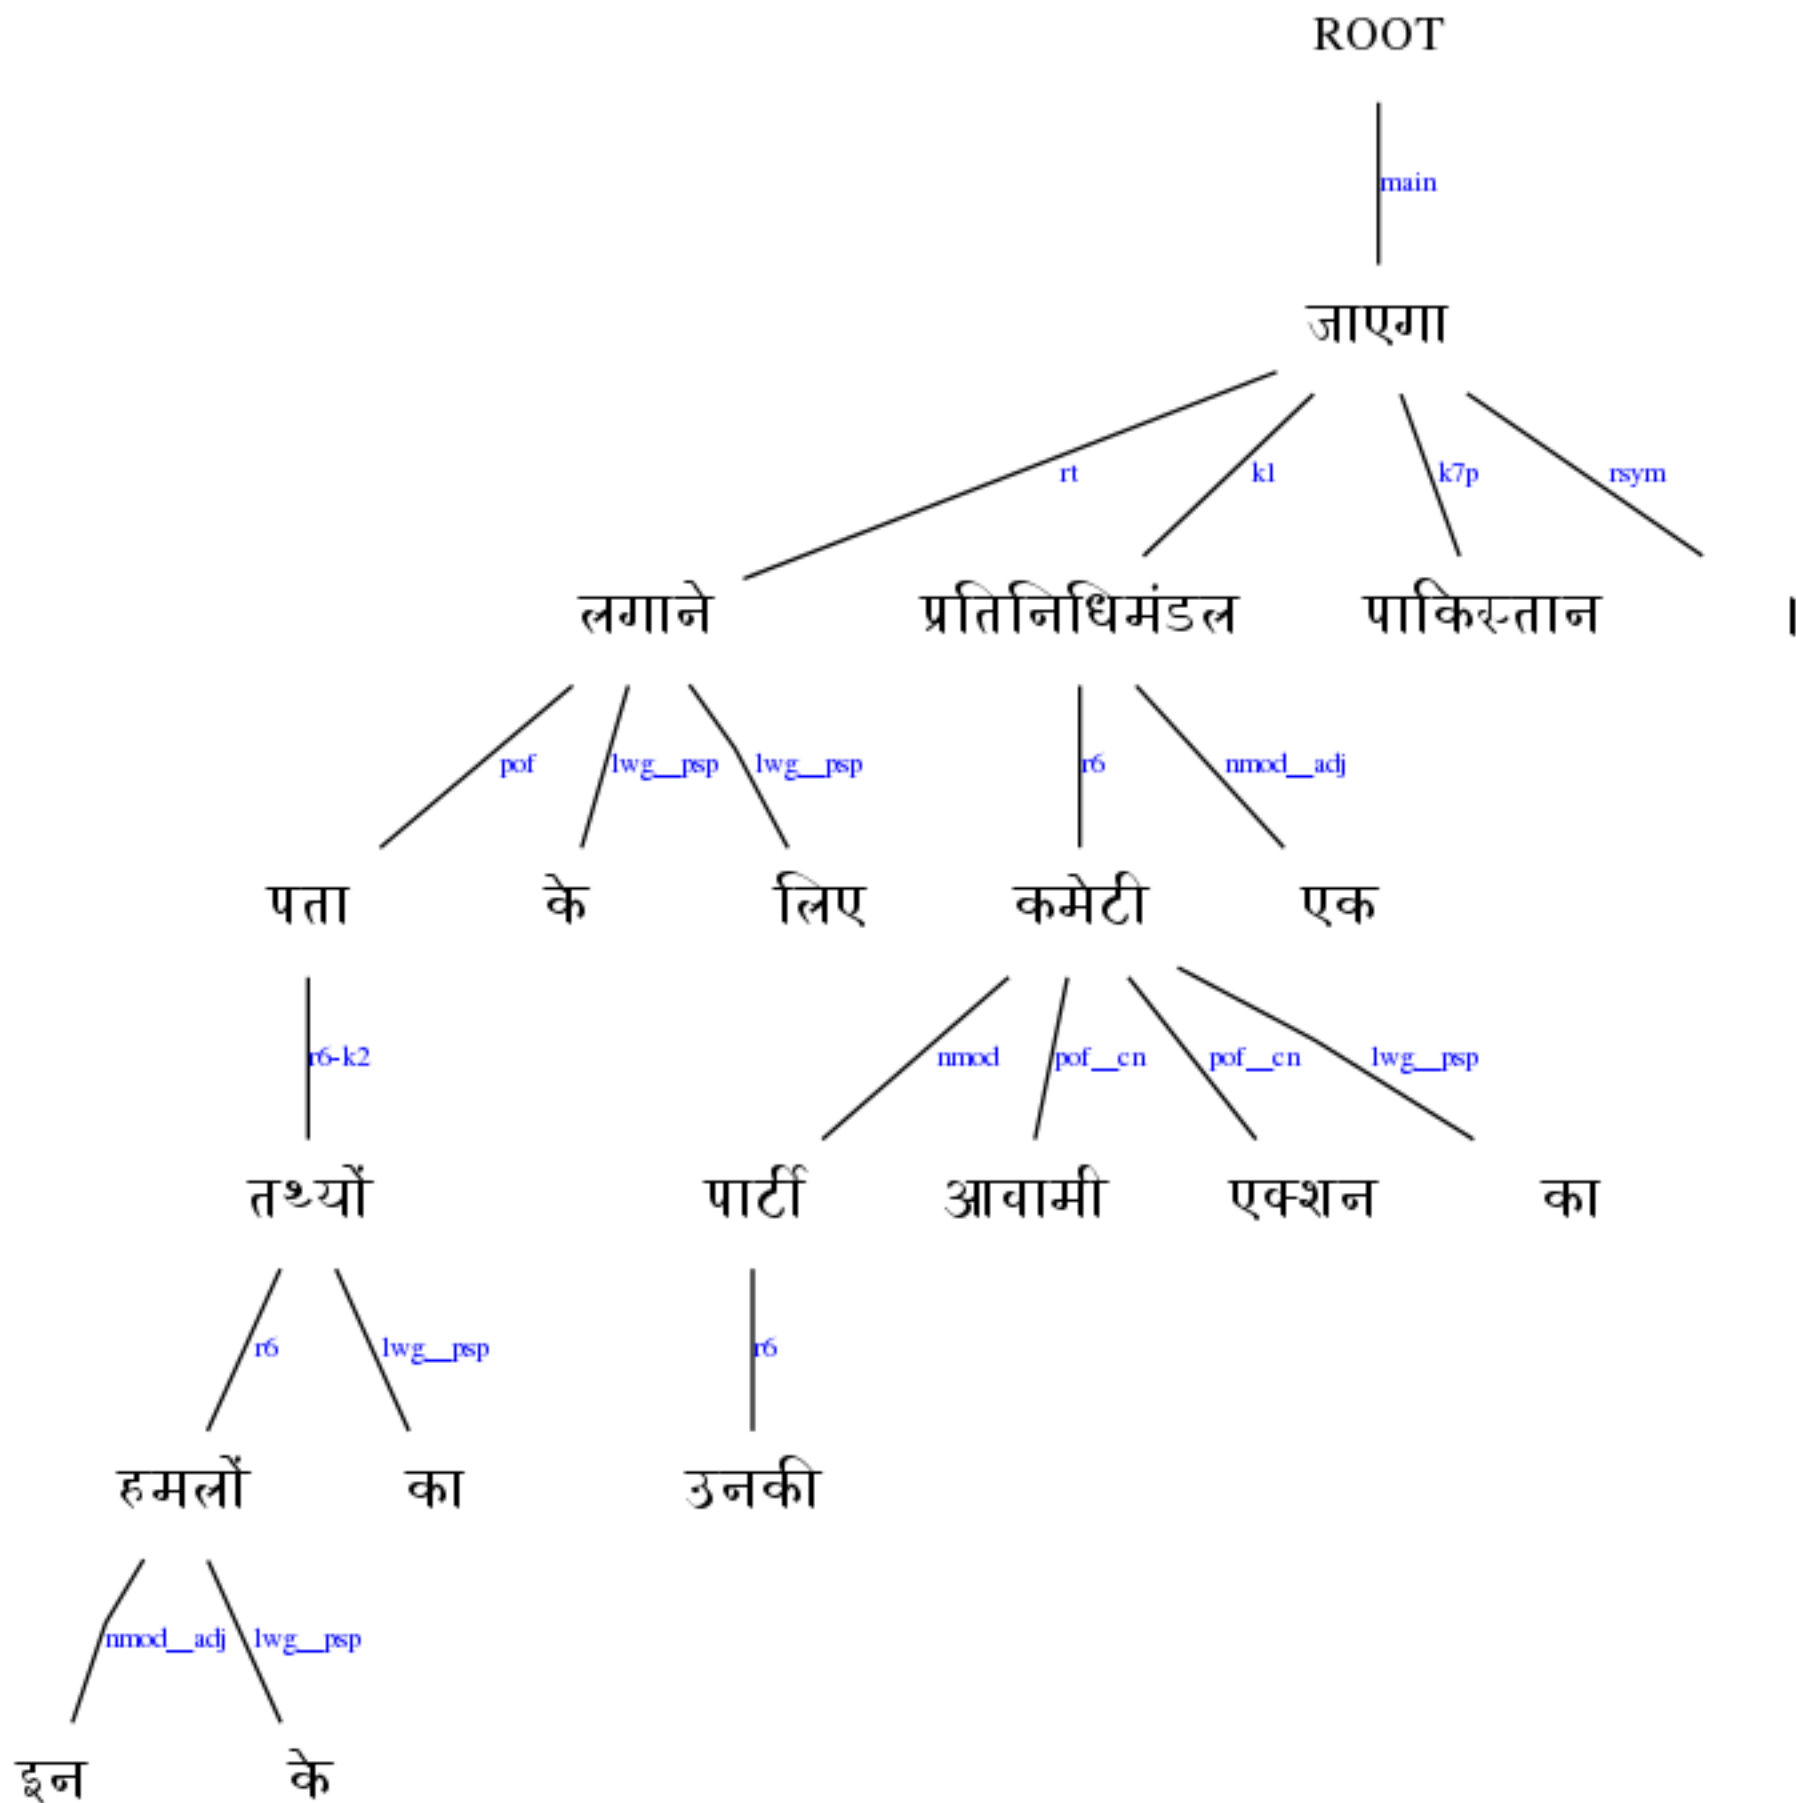 ROOT
main
जाएगा
rt k1 k7p rsym
लगाने प्रतिनिधिमंडल पाकिस्तान ।
pof lwg__psp lwg__psp r6 nmod__adj
पता के लिए कमेटी एक
r6-k2 nmod pof__cn pof__cn lwg__psp
तथ्यों पार्टी आवामी एक्शन का
r6 lwg__psp r6
हमलों का उनकी
nmod__adj lwg__psp
इन के